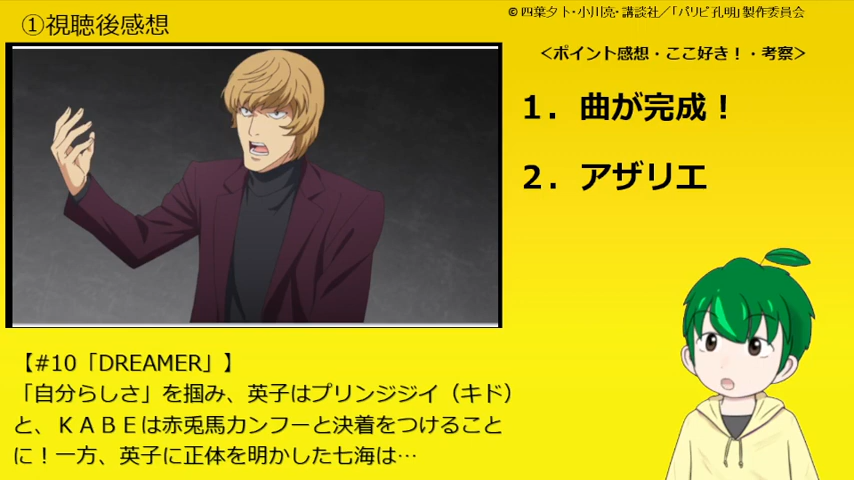 ①視聴後感想
© 四葉夕卜・小川亮・講談社／「パリピ孔明」製作委員会
＜ポイント感想・ここ好き！・考察＞
１．曲が完成！
２．アザリエ
【#10「DREAMER」】
「自分らしさ」を掴み、英子はプリンジジイ（キド）
と、ＫＡＢＥは赤兎馬カンフーと決着をつけること
に！一方、英子に正体を明かした七海は…